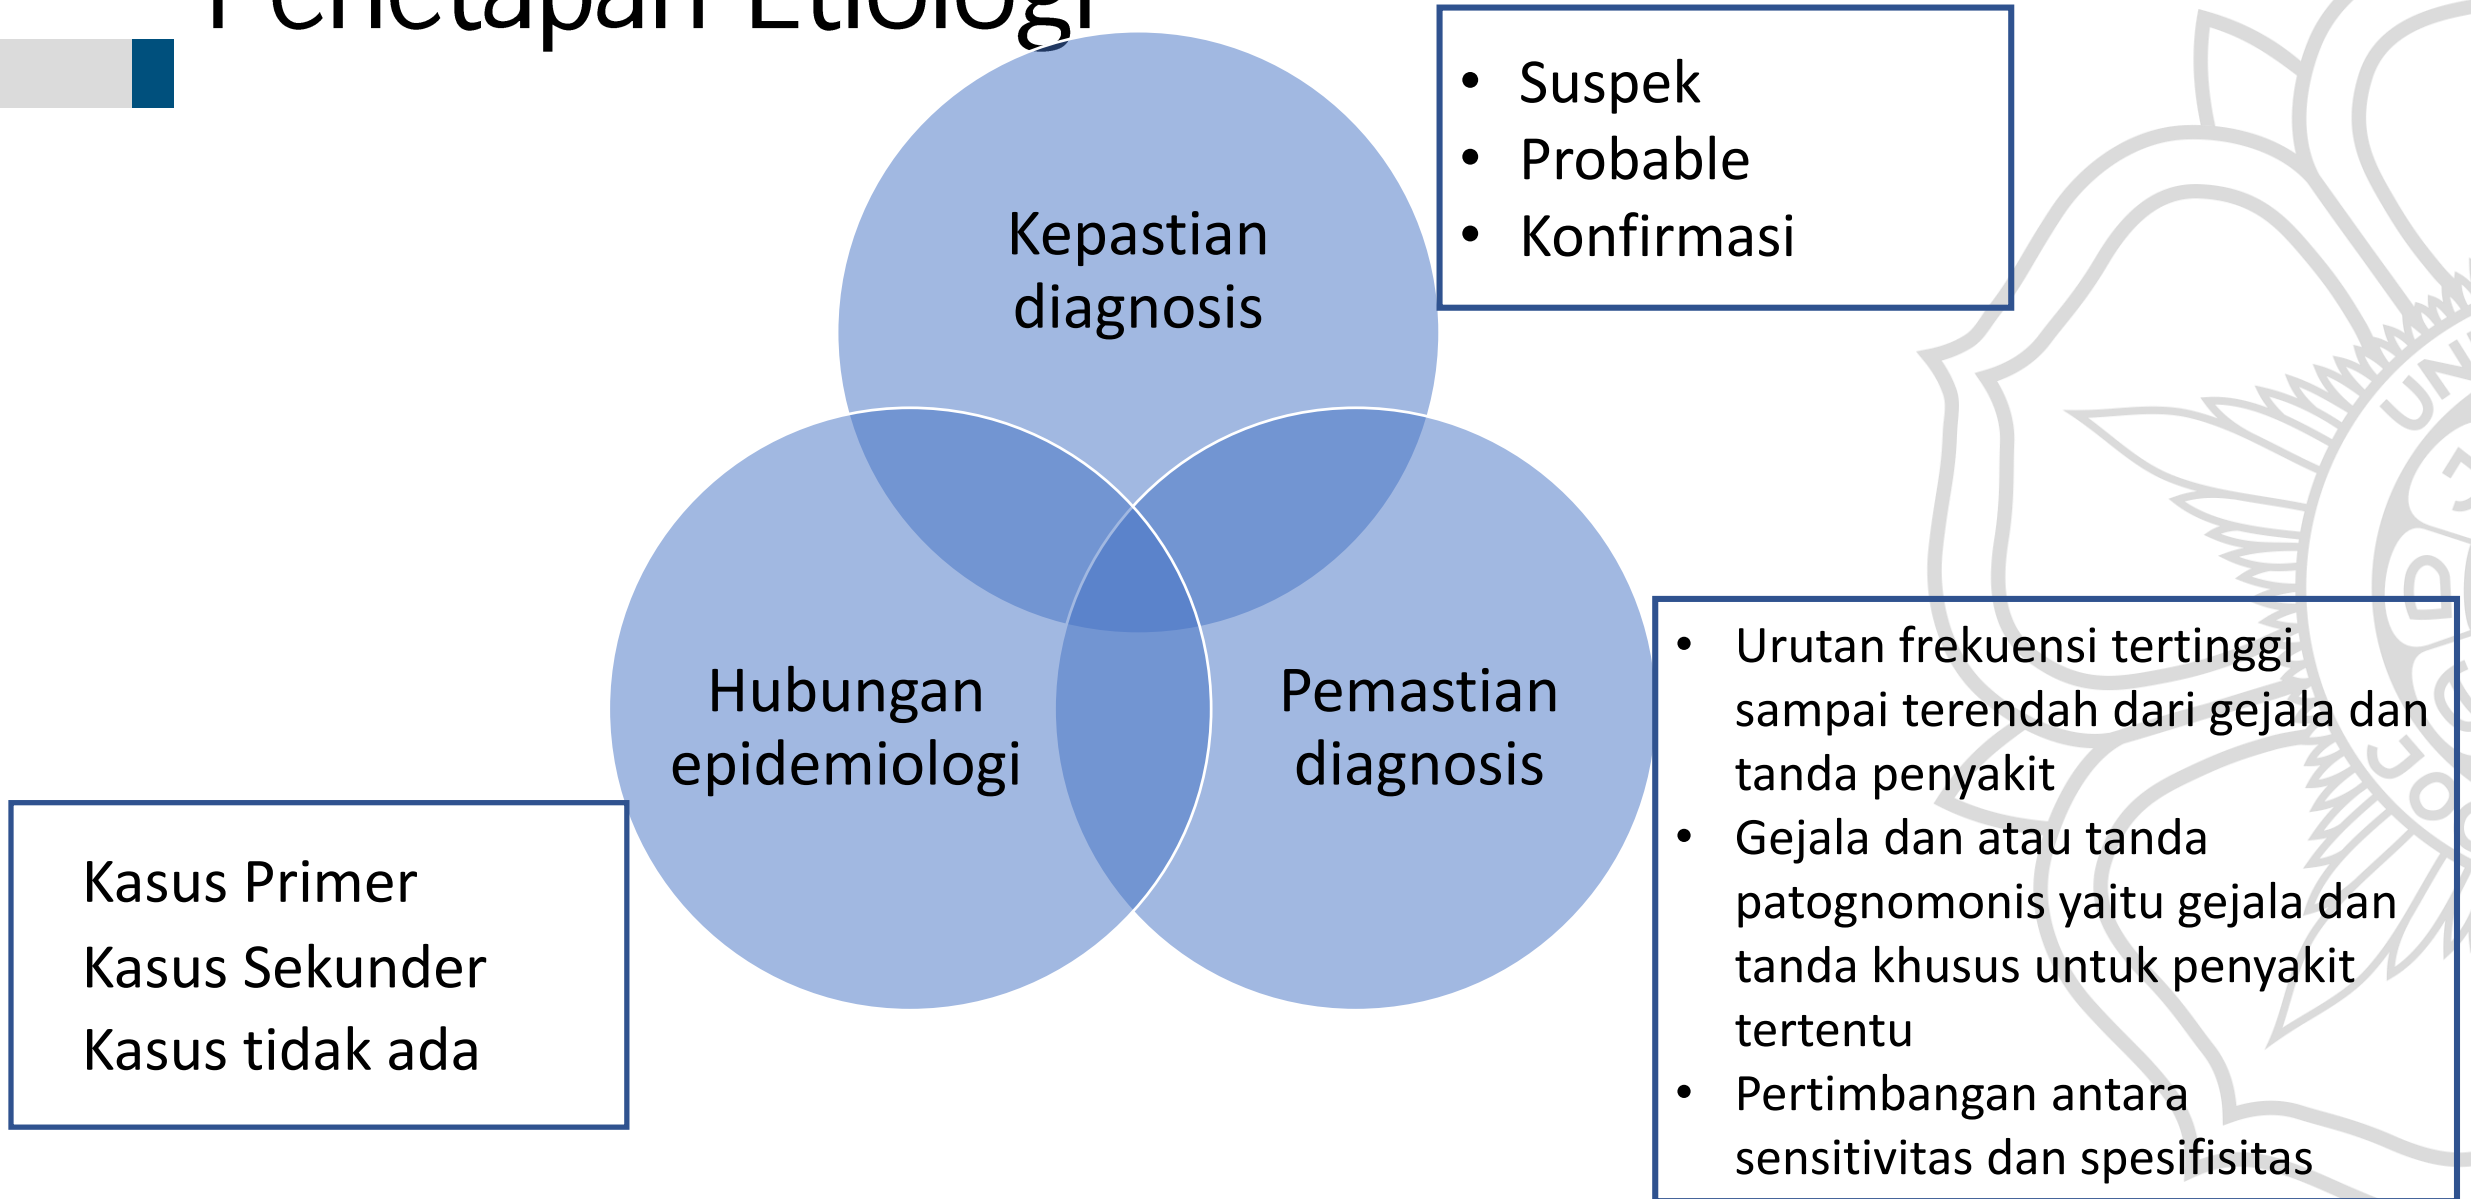 Penetapan Etiologi
• Suspek
• Probable
• Konfirmasi
Kepastian
diagnosis
Hubungan
epidemiologi
Pemastian
diagnosis
Kasus Primer
Kasus Sekunder
Kasus tidak ada
• Urutan frekuensi tertinggi
sampai terendah dari gejala dan
tanda penyakit
• Gejala dan atau tanda
patognomonis yaitu gejala dan
tanda khusus untuk penyakit
tertentu
• Pertimbangan antara
sensitivitas dan spesifisitas